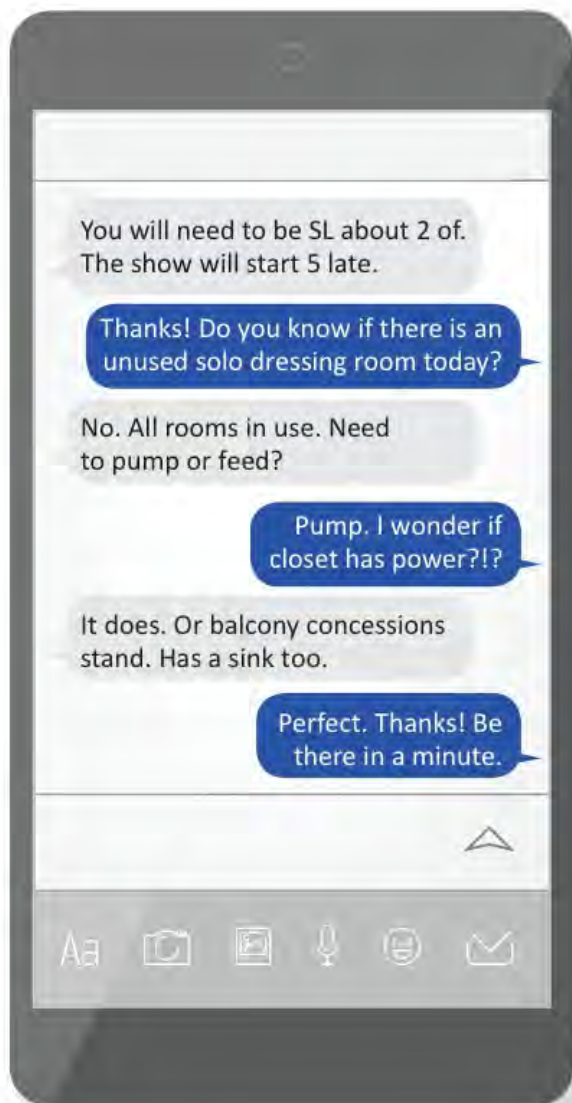 You will need to be SL about 2 of.
The show will start 5 late.
Thanks! Do you know if there is an
unused solo dressing room today?
No. All rooms in use. Need
to pump or feed?
Pump. I wonder if
closet has power?!?
It does. Or balcony concessions
stand. Has a sink too.
Perfect. Thanks! Be
there in a minute.
Aa